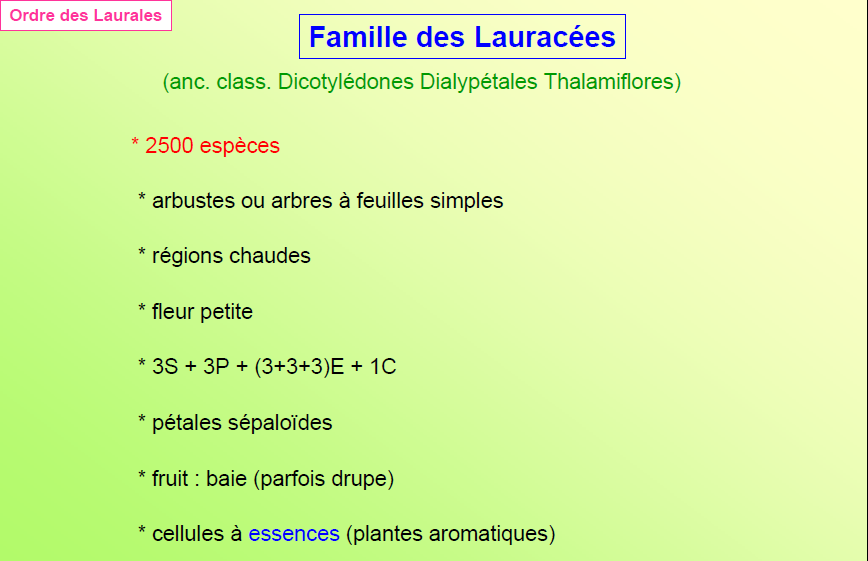 Ordre des Laurales
Famille des Lauracées
(anc. class. Dicotylédones Dialypétales Thalamiflores)
* 2500 espèces
* arbustes ou arbres à feuilles simples
* régions chaudes
* fleur petite
* 3S + 3P + (3+3+3)E + 1C
* pétales sépaloïdes
* fruit : baie (parfois drupe)
* cellules à essences (plantes aromatiques)